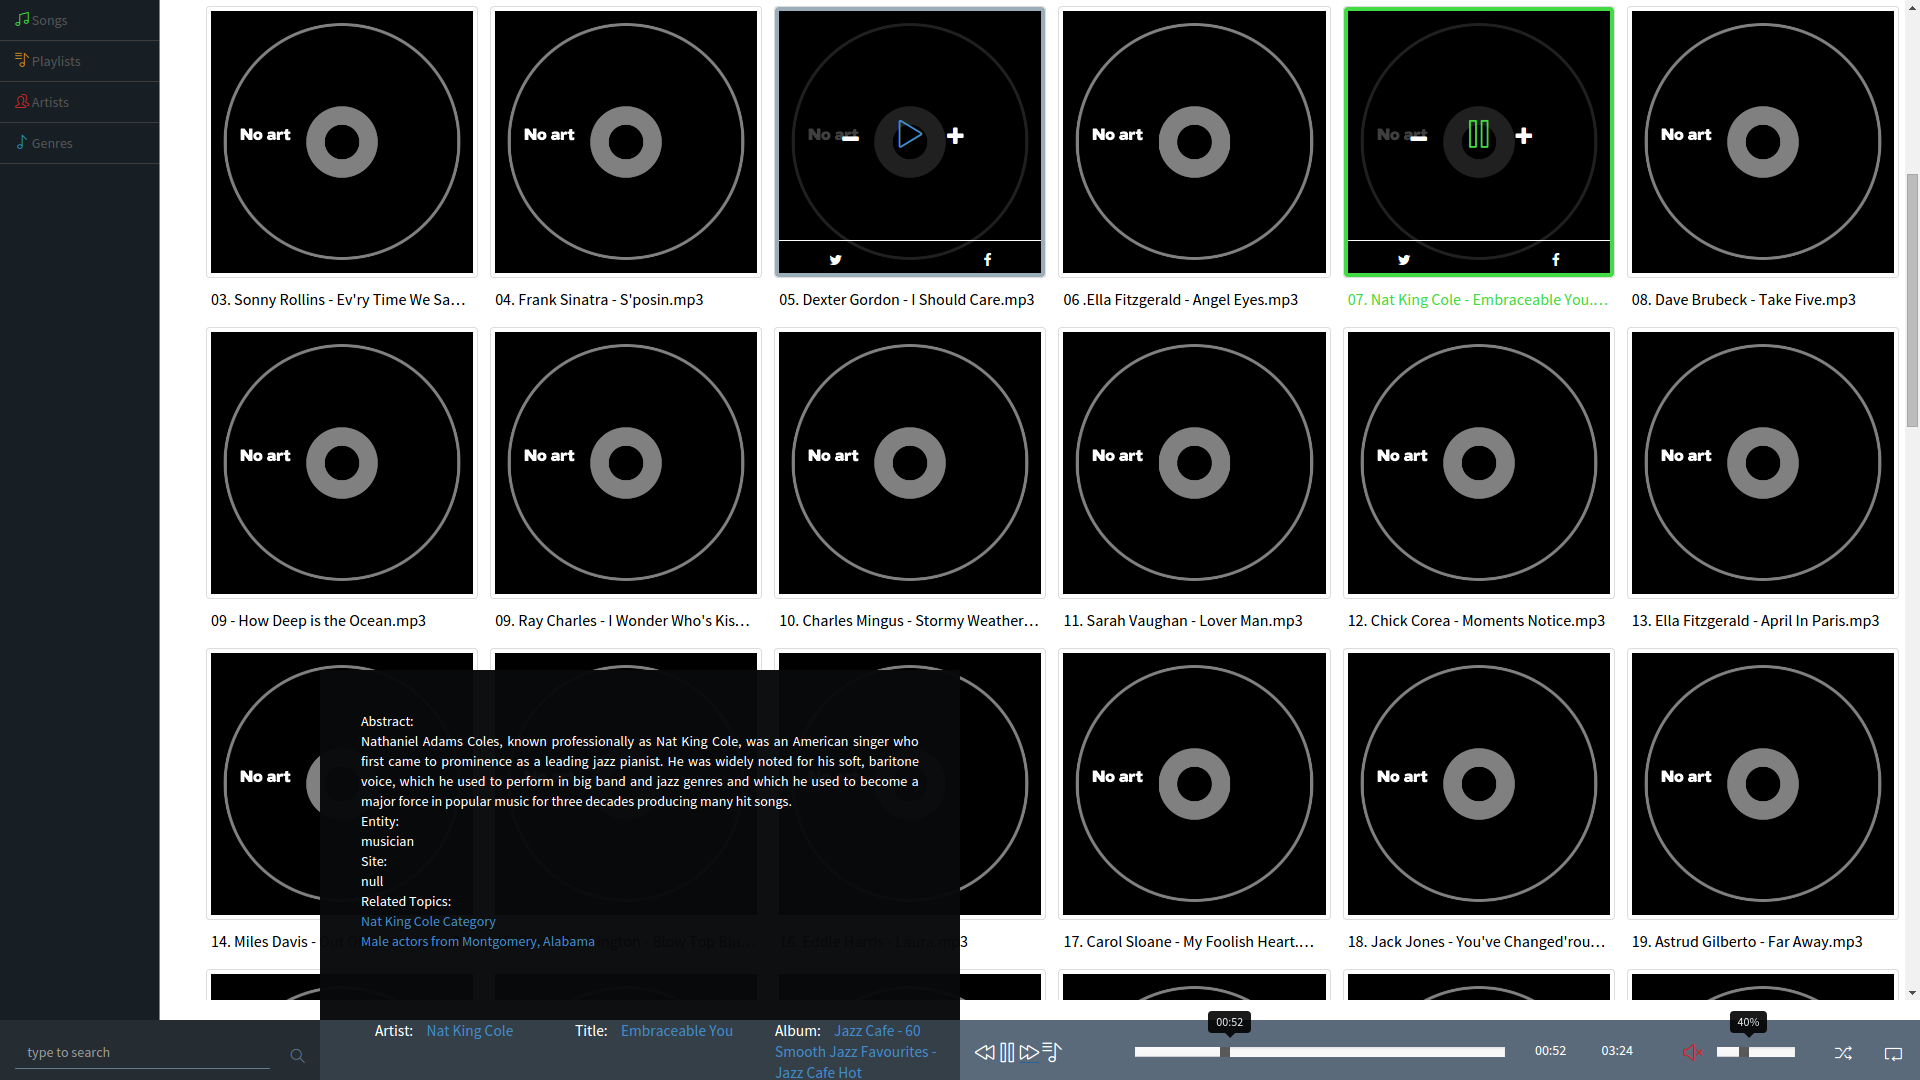 Songs
Playlists
Artists
Genres
No art
No art
No art
No art
No art
No art
03. Sonny Rollins - Ev'ry Time We Sa...
04. Frank Sinatra - S'posin.mp3
05. Dexter Gordon - I Should Care.mp3
06 .Ella Fitzgerald - Angel Eyes.mp3
07. Nat King Cole - Embraceable You....
08. Dave Brubeck - Take Five.mp3
No art
No art
No art
No art
No art
No art
09 - How Deep is the Ocean.mp3
09. Ray Charles - I Wonder Who's Kis...
10. Charles Mingus - Stormy Weather...
11. Sarah Vaughan - Lover Man.mp3
12. Chick Corea - Moments Notice.mp3
13. Ella Fitzgerald - April In Paris.mp3
No art
No art
No art
No art
Abstract:
Nathaniel Adams Coles, known professionally as Nat King Cole, was an American singer who
first came to prominence as a leading jazz pianist. He was widely noted for his soft, baritone
voice, which he used to perform in big band and jazz genres and which he used to become a
major force in popular music for three decades producing many hit songs.
Entity:
musician
Site:
null
Related Topics:
Nat King Cole Category
Male actors from Montgomery, Alabama
14. Miles Davis -
17. Carol Sloane - My Foolish Heart....
18. Jack Jones - You've Changed'rou...
19. Astrud Gilberto - Far Away.mp3
type to search
Artist: Nat King Cole
Title: Embraceable You
Album: Jazz Cafe - 60
Smooth Jazz Favourites -
Jazz Cafe Hot
00:52
00:52
03:24
40%